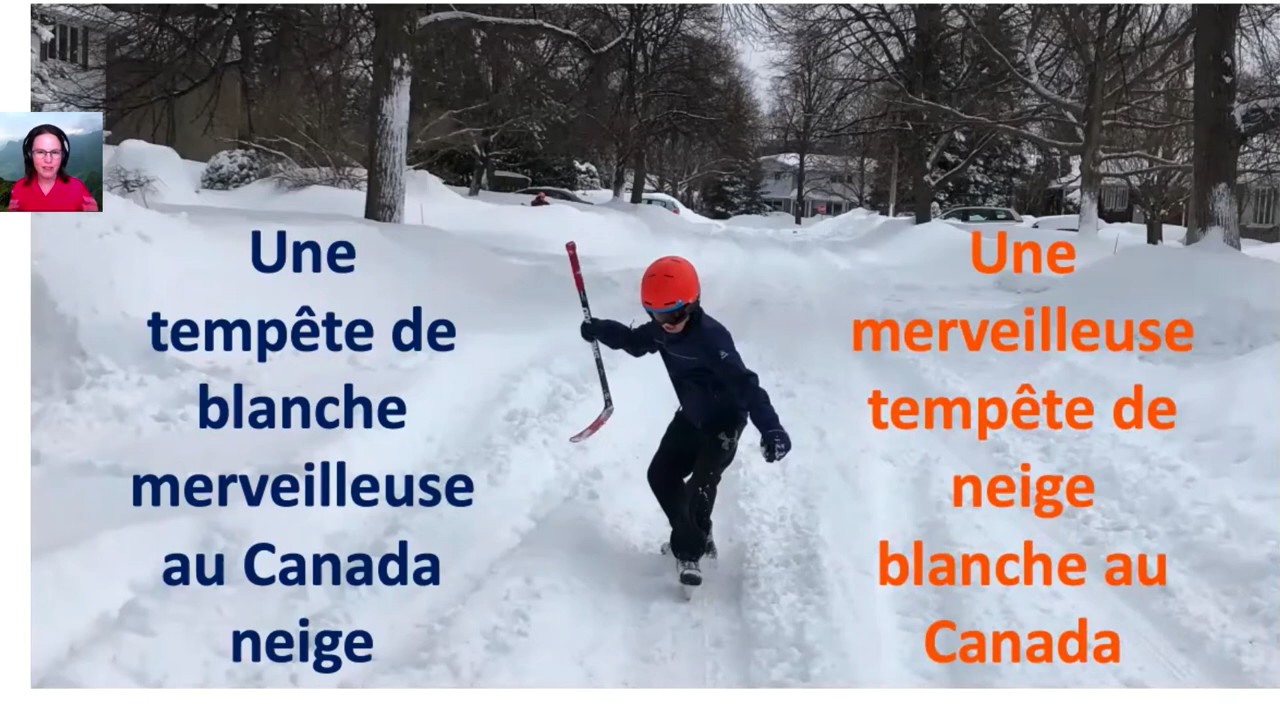 Une
tempête de
blanche
merveilleuse
au Canada
neige
Une
merveilleuse
tempête de
neige
blanche au
Canada